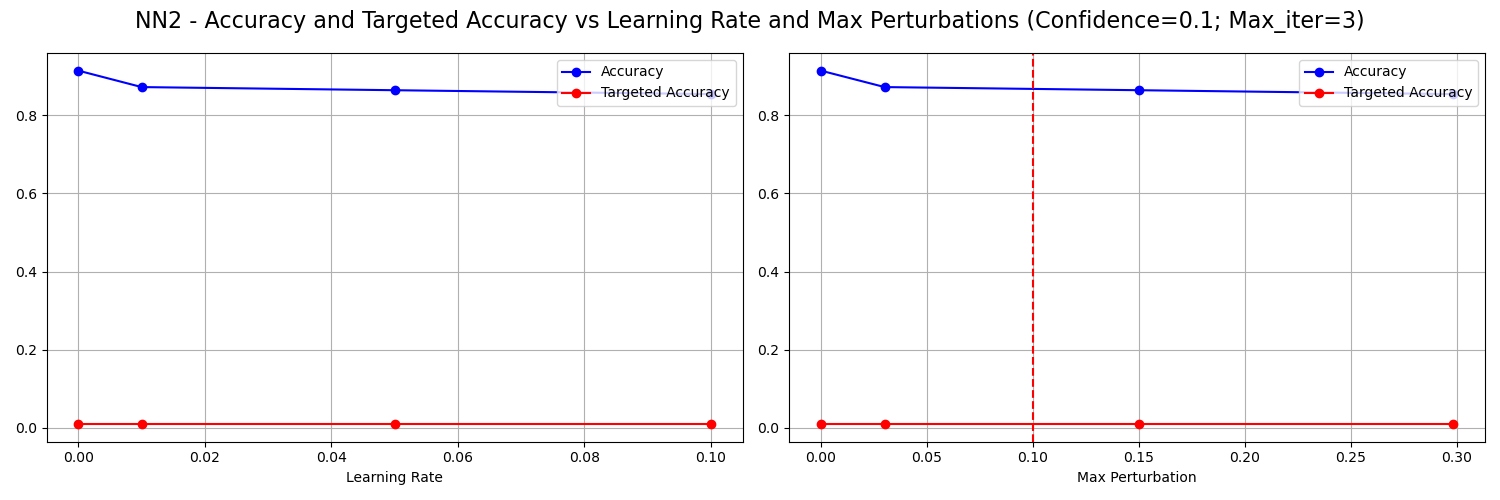 NN2 - Accuracy and Targeted Accuracy vs Learning Rate and Max Perturbations (Confidence=0.1; Max_iter=3)
Accuracy
Targeted Accuracy
0.8
0.6
0.4
0.2
0.0
0.00 0.02 0.04 0.06 0.08 0.10
Learning Rate
Accuracy
Targeted Accuracy
0.8
0.6
0.4
0.2
0.0
0.00 0.05 0.10 0.15 0.20 0.25 0.30
Max Perturbation